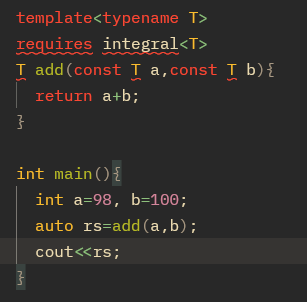 template<typename T>
requires integral<T>
T add(const T a,const T b){
return a+b;
}
int main(){
int a=98, b=100;
auto rs=add(a,b);
cout<<rs;
}